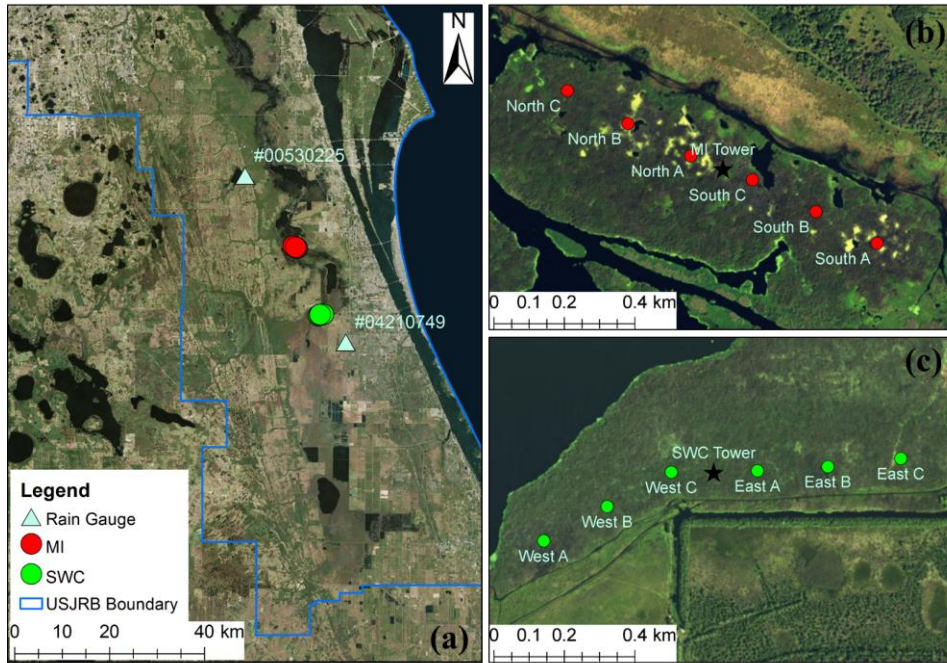 N
#00530225
#04210749
Legend
Rain Gauge
MI
SWC
USJRB Boundary
0 10 20 40 km
(a)
(b)
North C
North B
North A
MI Tower
South C
South B
South A
0 0.1 0.2 0.4 km
(c)
SWC Tower
West C
East A
East B
East C
West B
West A
0 0.1 0.2 0.4 km